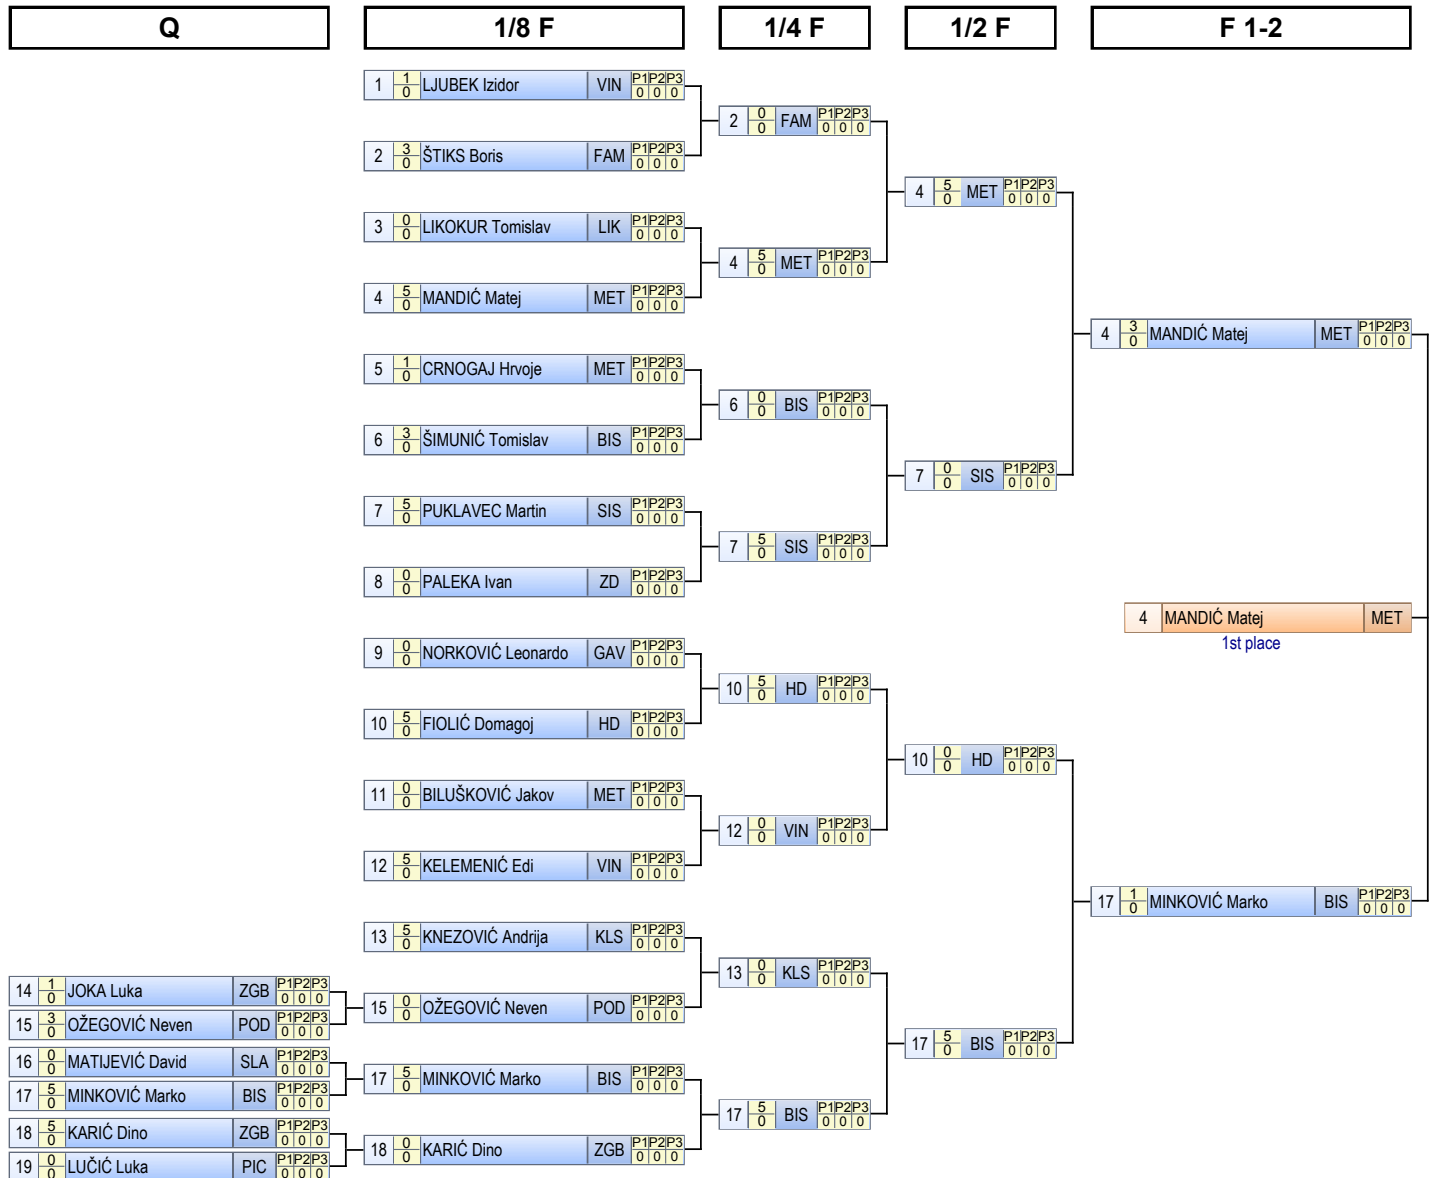 Q 1/8 F 1/4 F 1/2 F F 1-2
1 1 0 LJUBEK Izidor VIN P1 P2 P3 0 0 0
2 0 0 FAM P1 P2 P3 0 0 0
2 3 0 ŠTIKS Boris FAM P1 P2 P3 0 0 0
4 5 0 MET P1 P2 P3 0 0 0
3 0 0 LIKOKUR Tomislav LIK P1 P2 P3 0 0 0
4 5 0 MET P1 P2 P3 0 0 0
4 5 0 MANDIĆ Matej MET P1 P2 P3 0 0 0
4 3 0 MANDIĆ Matej MET P1 P2 P3 0 0 0
5 1 0 CRNOGAJ Hrvoje MET P1 P2 P3 0 0 0
6 0 0 BIS P1 P2 P3 0 0 0
6 3 0 ŠIMUNIĆ Tomislav BIS P1 P2 P3 0 0 0
7 0 0 SIS P1 P2 P3 0 0 0
7 5 0 PUKLAVEC Martin SIS P1 P2 P3 0 0 0
7 5 0 SIS P1 P2 P3 0 0 0
8 0 0 PALEKA Ivan ZD P1 P2 P3 0 0 0
4 MANDIĆ Matej MET
1st place
9 0 0 NORKOVIĆ Leonardo GAV P1 P2 P3 0 0 0
10 5 0 HD P1 P2 P3 0 0 0
10 5 0 FIOLIĆ Domagoj HD P1 P2 P3 0 0 0
10 0 0 HD P1 P2 P3 0 0 0
11 0 0 BILUŠKOVIĆ Jakov MET P1 P2 P3 0 0 0
12 0 0 VIN P1 P2 P3 0 0 0
12 5 0 KELEMENIĆ Edi VIN P1 P2 P3 0 0 0
17 1 0 MINKOVIĆ Marko BIS P1 P2 P3 0 0 0
13 5 0 KNEZOVIĆ Andrija KLS P1 P2 P3 0 0 0
13 0 0 KLS P1 P2 P3 0 0 0
14 1 0 JOKA Luka ZGB P1 P2 P3 0 0 0
15 0 0 OŽEGOVIĆ Neven POD P1 P2 P3 0 0 0
15 3 0 OŽEGOVIĆ Neven POD P1 P2 P3 0 0 0
17 5 0 BIS P1 P2 P3 0 0 0
16 0 0 MATIJEVIĆ David SLA P1 P2 P3 0 0 0
17 5 0 MINKOVIĆ Marko BIS P1 P2 P3 0 0 0
17 5 0 MINKOVIĆ Marko BIS P1 P2 P3 0 0 0
17 5 0 BIS P1 P2 P3 0 0 0
18 5 0 KARIĆ Dino ZGB P1 P2 P3 0 0 0
18 0 0 KARIĆ Dino ZGB P1 P2 P3 0 0 0
19 0 0 LUČIĆ Luka PIC P1 P2 P3 0 0 0